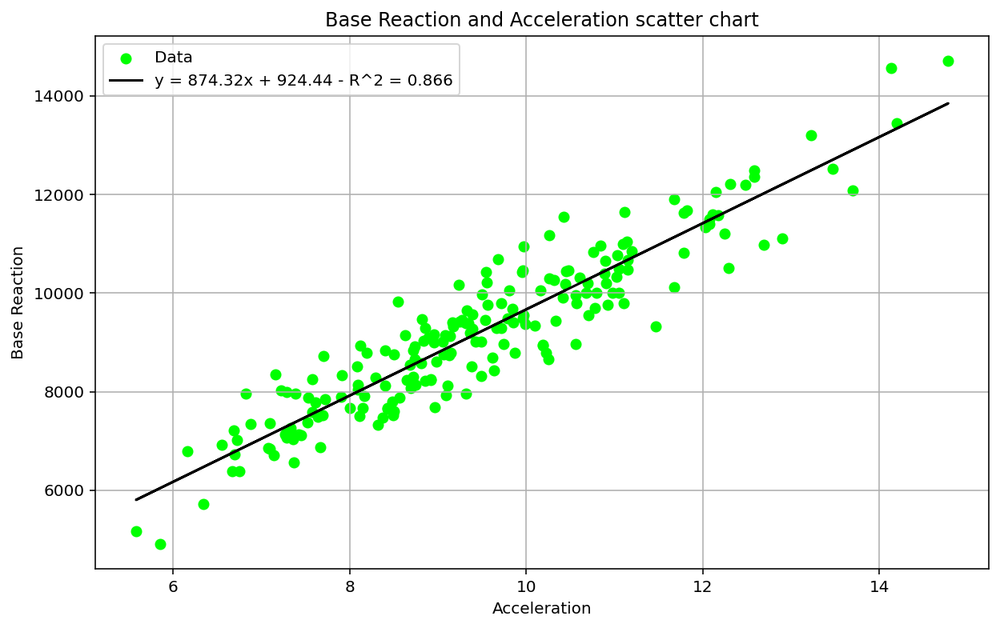 Base Reaction and Acceleration scatter chart
Data
y = 874.32x + 924.44 - R^2 = 0.866
14000
12000
10000
8000
6000
Base Reaction
6 8 10 12 14
Acceleration